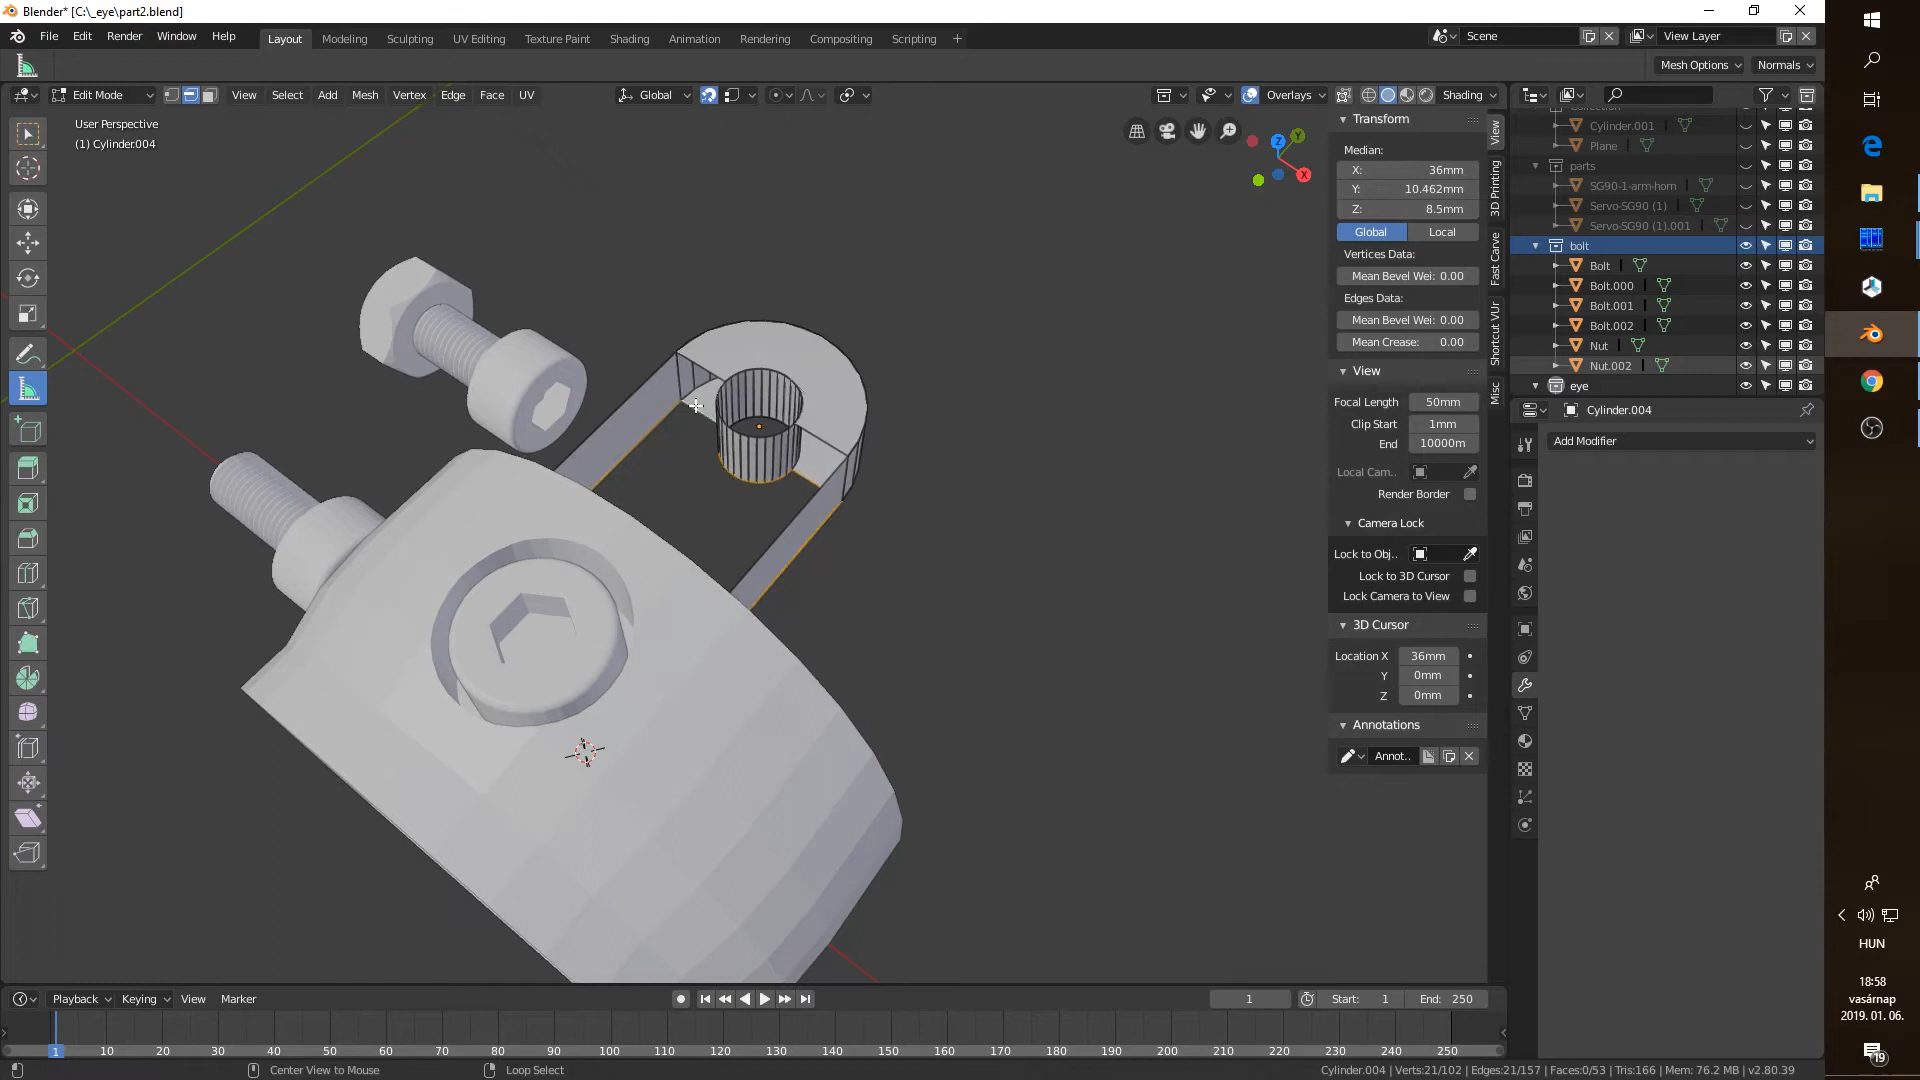 Blender* [C:\_eye\part2.blend]
File Edit Render Window Help Layout Modeling Sculpting UV Editing Texture Paint Shading Animation Rendering Compositing Scripting + Scene View Layer
Mesh Options Normals
Edit Mode View Select Add Mesh Vertex Edge Face UV Global Overlays Shading
User Perspective
(1) Cylinder.004
Transform
Median:
X: 36mm
Y: 10.462mm
Z: 8.5mm
Global Local
Vertices Data:
Mean Bevel Wei: 0.00
Edges Data:
Mean Bevel Wei: 0.00
Mean Crease: 0.00
View
Focal Length 50mm
Clip Start 1mm
End 10000m
Local Cam..
Render Border
Camera Lock
Lock to Obj..
Lock to 3D Cursor
Lock Camera to View
3D Cursor
Location X 36mm
Y 0mm
Z 0mm
Annotations
Annot..
View
3D Printing
Fast Carve
Shortcut VUr
Misc
Cylinder.001
Plane
parts
SG90-1-arm-horn
Servo-SG90 (1)
Servo-SG90 (1).001
bolt
Bolt
Bolt.000
Bolt.001
Bolt.002
Nut
Nut.002
eye
Cylinder.004
Add Modifier
X
Y
Z
Playback Keying View Marker 1 Start: 1 End: 250
1 10 20 30 40 50 60 70 80 90 100 110 120 130 140 150 160 170 180 190 200 210 220 230 240 250
Center View to Mouse Loop Select Cylinder.004 | Verts:21/102 | Edges:21/157 | Faces:0/53 | Tris:166 | Mem: 76.2 MB | v2.80.39
HUN
18:58
vasárnap
2019. 01. 06.
19